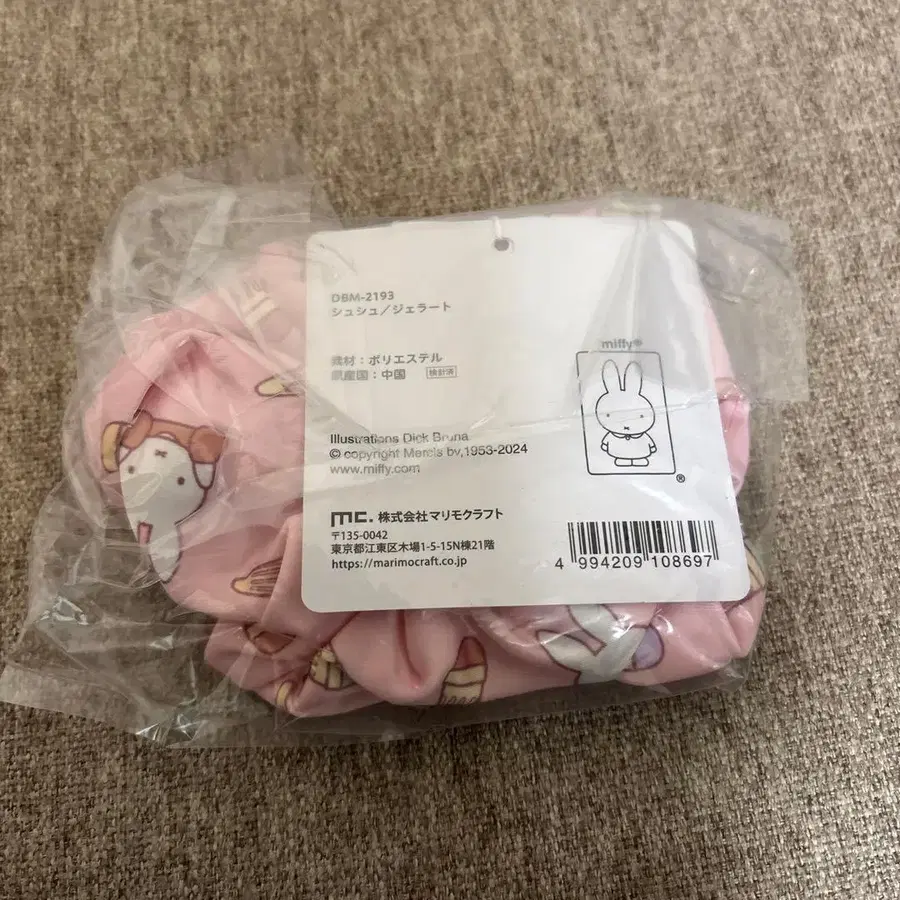 DBM-2193
シュシュ／ジェラート
素材：ポリエステル
原産国：中国 検針済
miffy®
Illustrations Dick Bruna
© copyright Mercis bv,1953-2024
www.miffy.com
®
mc. 株式会社マリモクラフト
〒135-0042
東京都江東区木場1-5-15N棟21階
https://marimocraft.co.jp
4 994209 108697